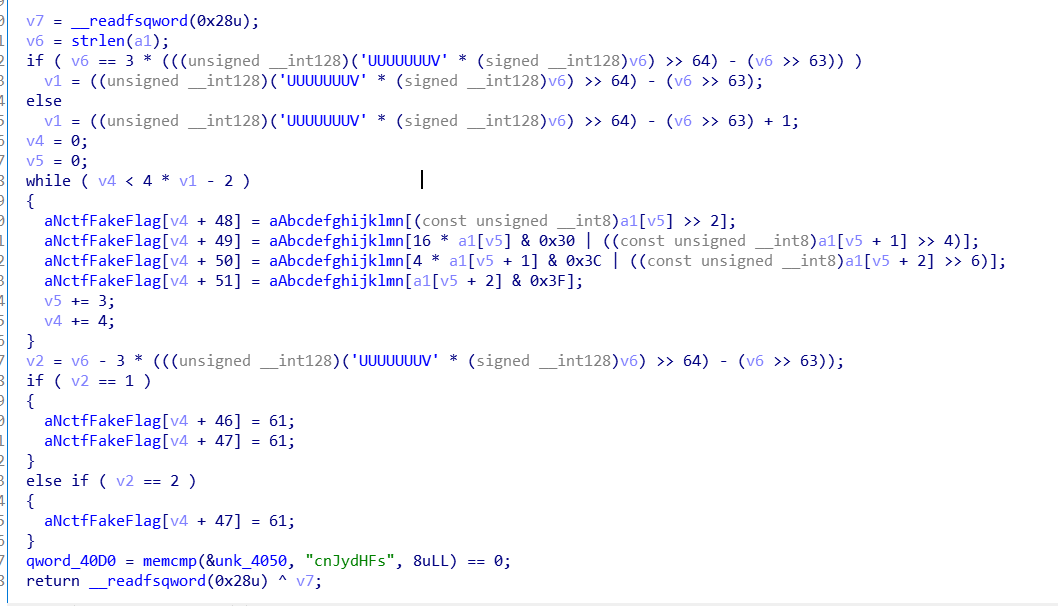 v7 = __readfsqword(0x28u);
v6 = strlen(a1);
if ( v6 == 3 * (((unsigned __int128)('UUUUUUUV' * (signed __int128)v6) >> 64) - (v6 >> 63)) )
v1 = ((unsigned __int128)('UUUUUUUV' * (signed __int128)v6) >> 64) - (v6 >> 63);
else
v1 = ((unsigned __int128)('UUUUUUUV' * (signed __int128)v6) >> 64) - (v6 >> 63) + 1;
v4 = 0;
v5 = 0;
while ( v4 < 4 * v1 - 2 )
{
aNctfFakeFlag[v4 + 48] = aAbcdefghijklmn[(const unsigned __int8)a1[v5] >> 2];
aNctfFakeFlag[v4 + 49] = aAbcdefghijklmn[16 * a1[v5] & 0x30 | ((const unsigned __int8)a1[v5 + 1] >> 4)];
aNctfFakeFlag[v4 + 50] = aAbcdefghijklmn[4 * a1[v5 + 1] & 0x3C | ((const unsigned __int8)a1[v5 + 2] >> 6)];
aNctfFakeFlag[v4 + 51] = aAbcdefghijklmn[a1[v5 + 2] & 0x3F];
v5 += 3;
v4 += 4;
}
v2 = v6 - 3 * (((unsigned __int128)('UUUUUUUV' * (signed __int128)v6) >> 64) - (v6 >> 63));
if ( v2 == 1 )
{
aNctfFakeFlag[v4 + 46] = 61;
aNctfFakeFlag[v4 + 47] = 61;
}
else if ( v2 == 2 )
{
aNctfFakeFlag[v4 + 47] = 61;
}
qword_40D0 = memcmp(&unk_4050, "cnJydHFs", 8uLL) == 0;
return __readfsqword(0x28u) ^ v7;